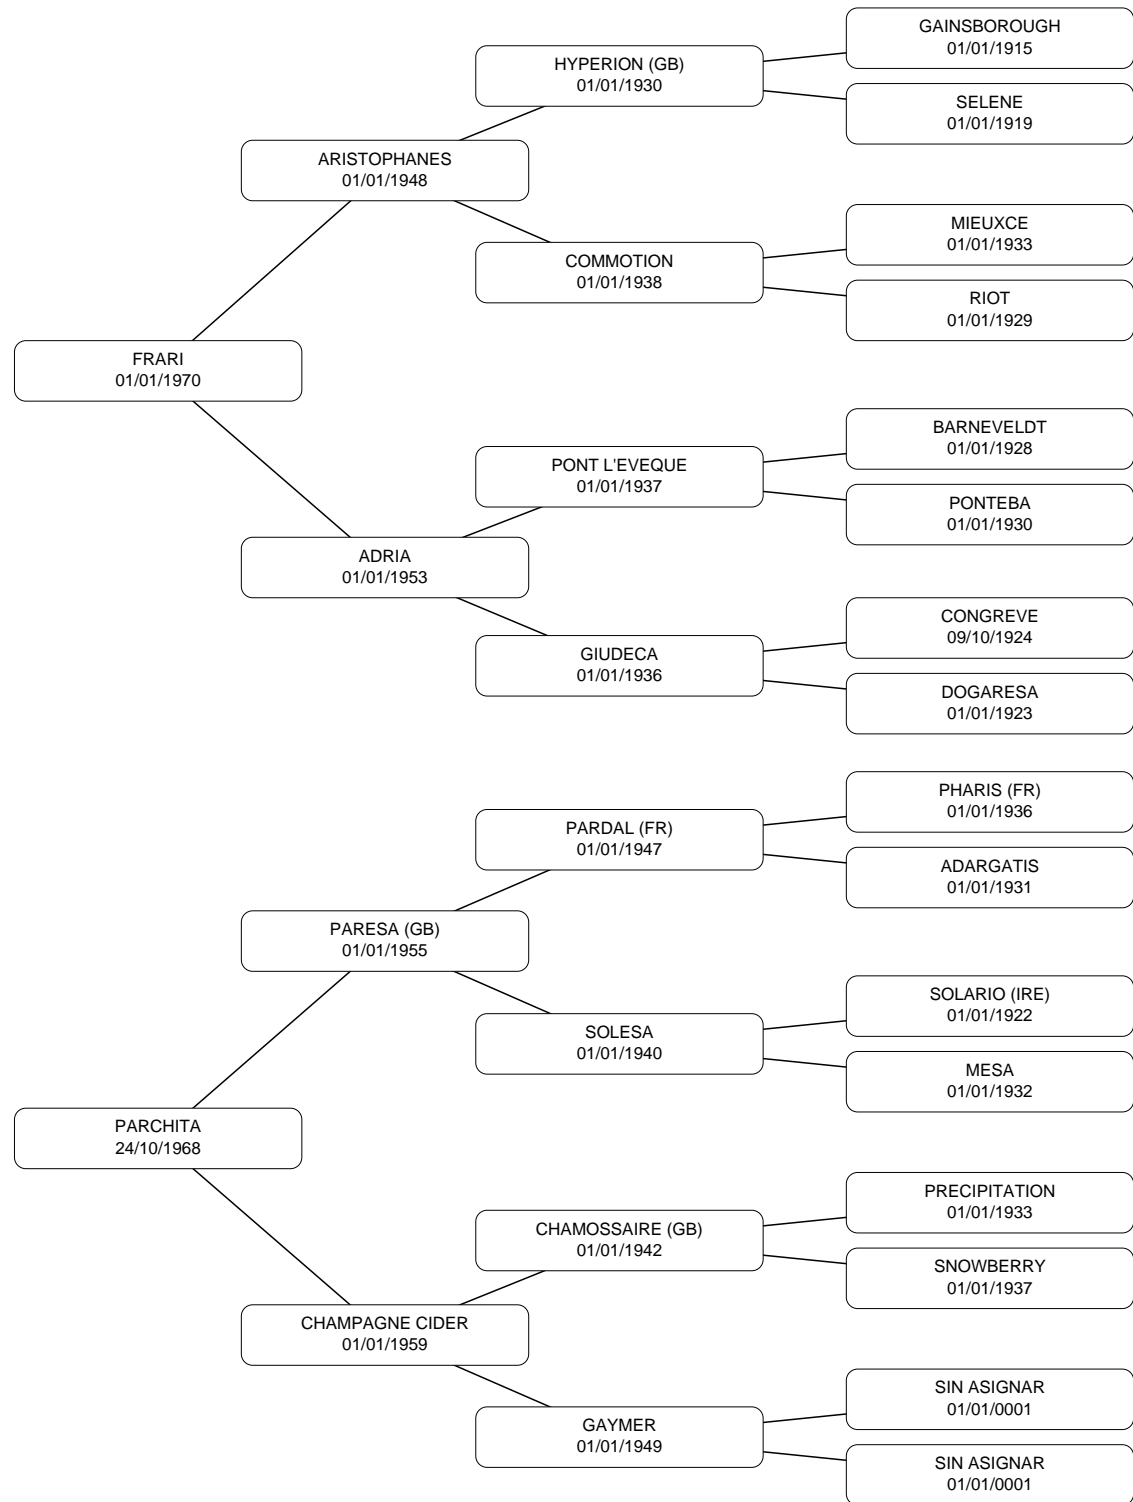 GAINSBOROUGH
01/01/1915
HYPERION (GB)
01/01/1930
SELENE
01/01/1919
ARISTOPHANES
01/01/1948
MIEUXCE
01/01/1933
COMMOTION
01/01/1938
RIOT
01/01/1929
FRARI
01/01/1970
BARNEVELDT
01/01/1928
PONT L'EVEQUE
01/01/1937
PONTEBA
01/01/1930
ADRIA
01/01/1953
CONGREVE
09/10/1924
GIUDECA
01/01/1936
DOGARESA
01/01/1923
PHARIS (FR)
01/01/1936
PARDAL (FR)
01/01/1947
ADARGATIS
01/01/1931
PARESA (GB)
01/01/1955
SOLARIO (IRE)
01/01/1922
SOLESA
01/01/1940
MESA
01/01/1932
PARCHITA
24/10/1968
PRECIPITATION
01/01/1933
CHAMOSSAIRE (GB)
01/01/1942
SNOWBERRY
01/01/1937
CHAMPAGNE CIDER
01/01/1959
SIN ASIGNAR
01/01/0001
GAYMER
01/01/1949
SIN ASIGNAR
01/01/0001